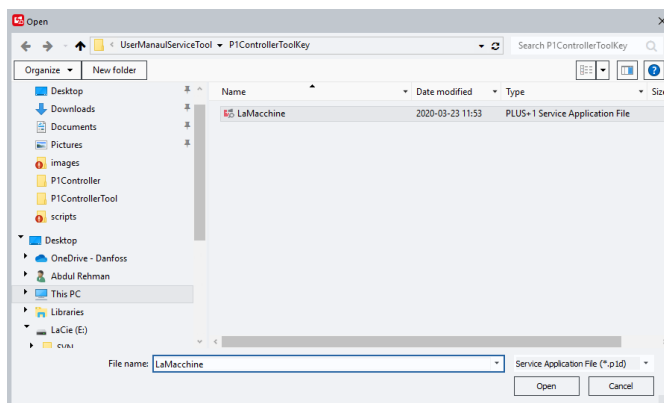 Open
UserManaulServiceTool P1ControllerToolKey
Search P1ControllerToolKey
Organize New folder
Name Date modified Type Size
Desktop
Downloads
Documents
Pictures
images
P1Controller
P1ControllerTool
scripts
Desktop
OneDrive - Danfoss
Abdul Rehman
This PC
Libraries
LaCie (E:)
SVN
LaMacchine 2020-03-23 11:53 PLUS+1 Service Application File
File name: LaMacchine Service Application File (*.p1d)
Open Cancel